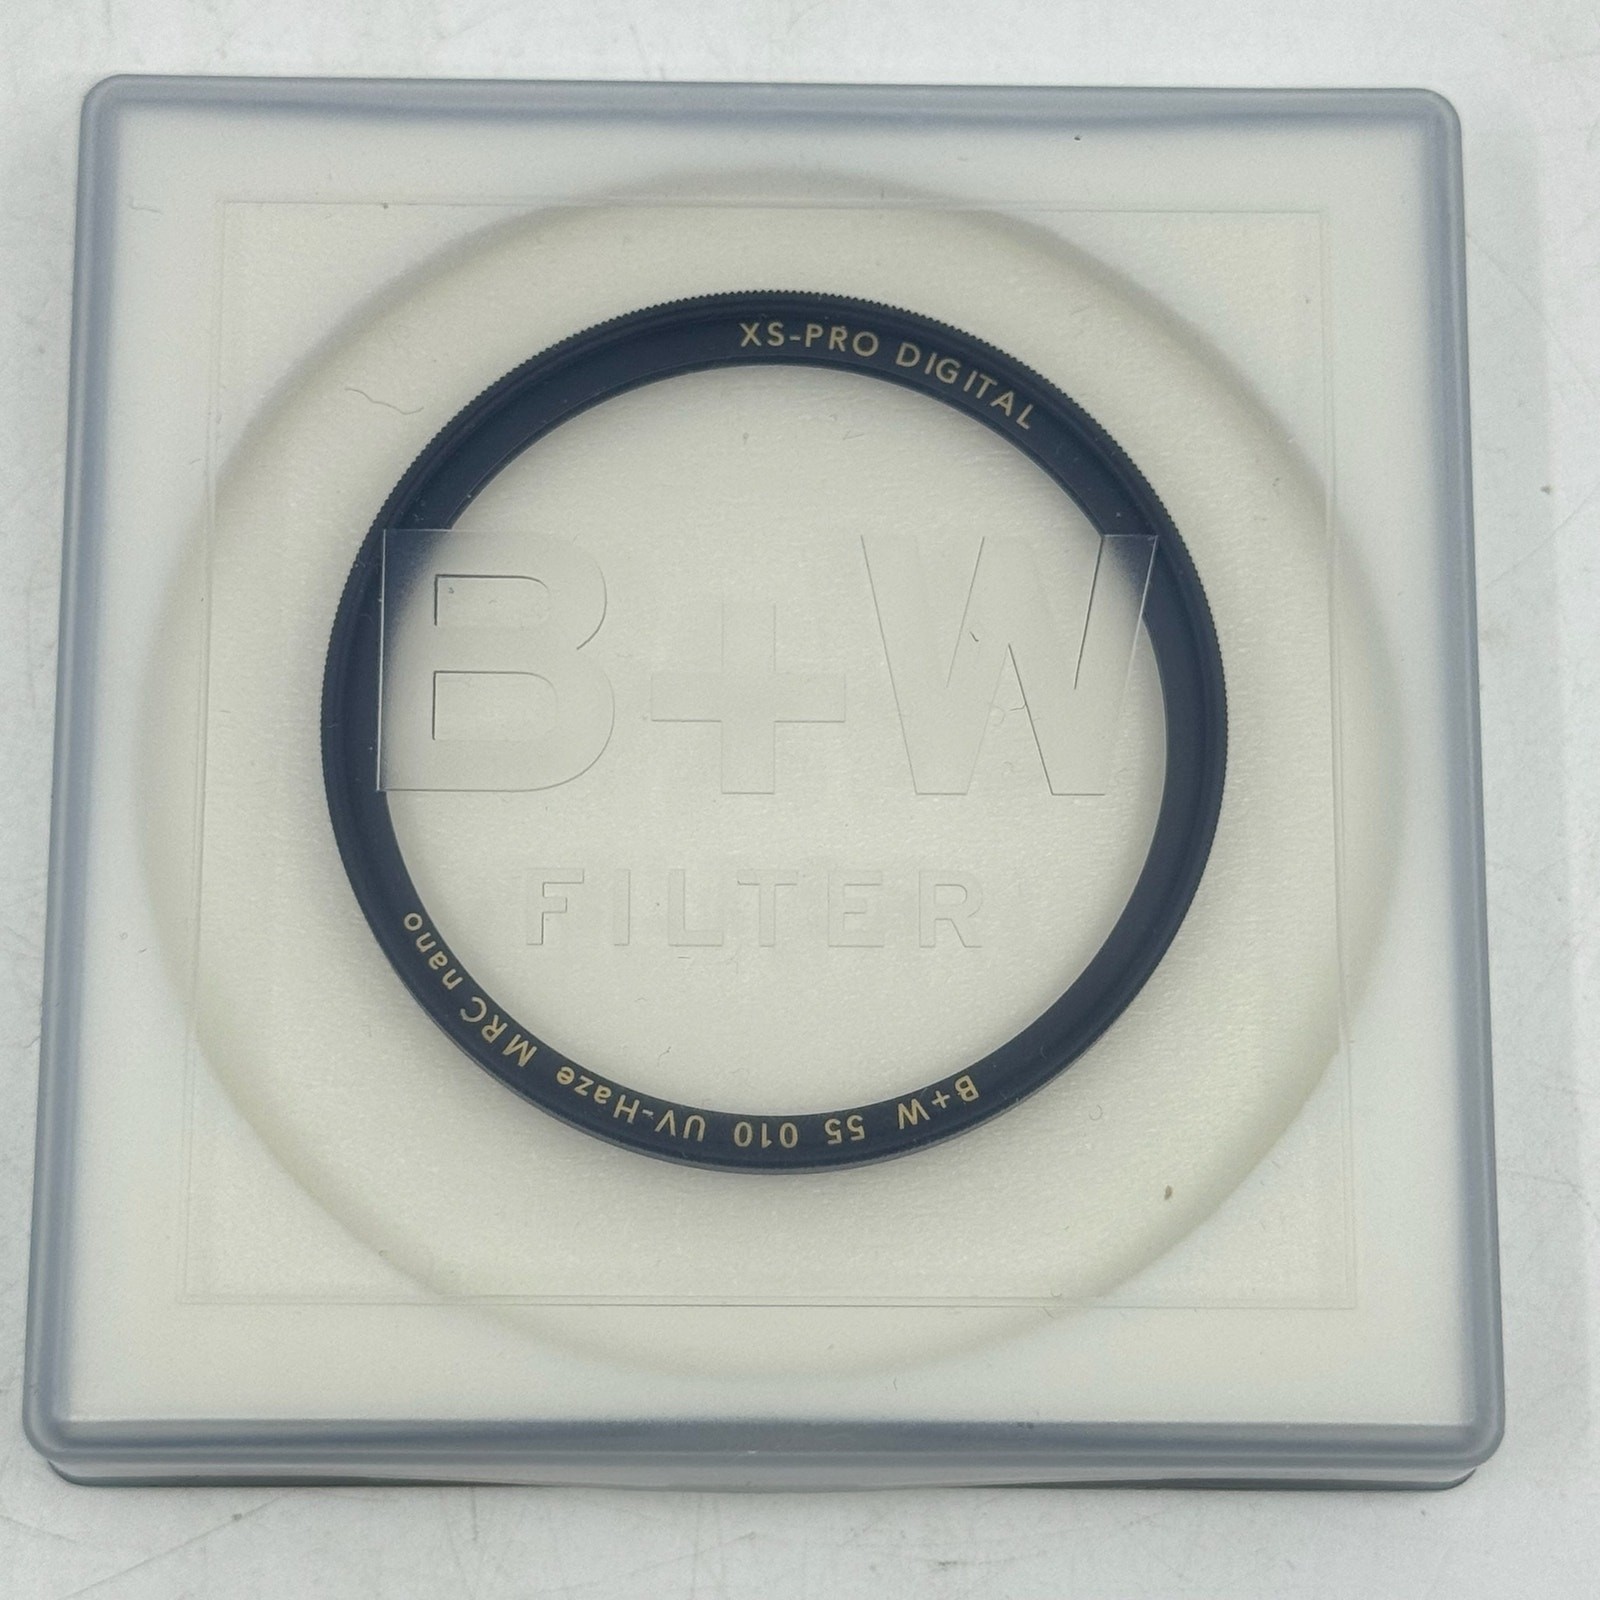 XS-PRO DIGITAL
B+W
FILTER
B+W 55 010 UV-Haze MRC nano